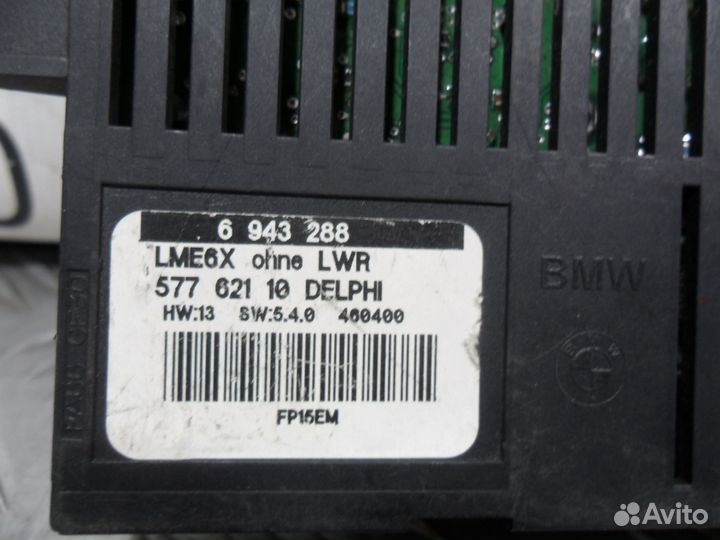 6 943 288
LME6X ohne LWR
577 621 10 DELPHI
HW:13 SW:5.4.0 460400
FP15EM
BMW
BMW
Avito